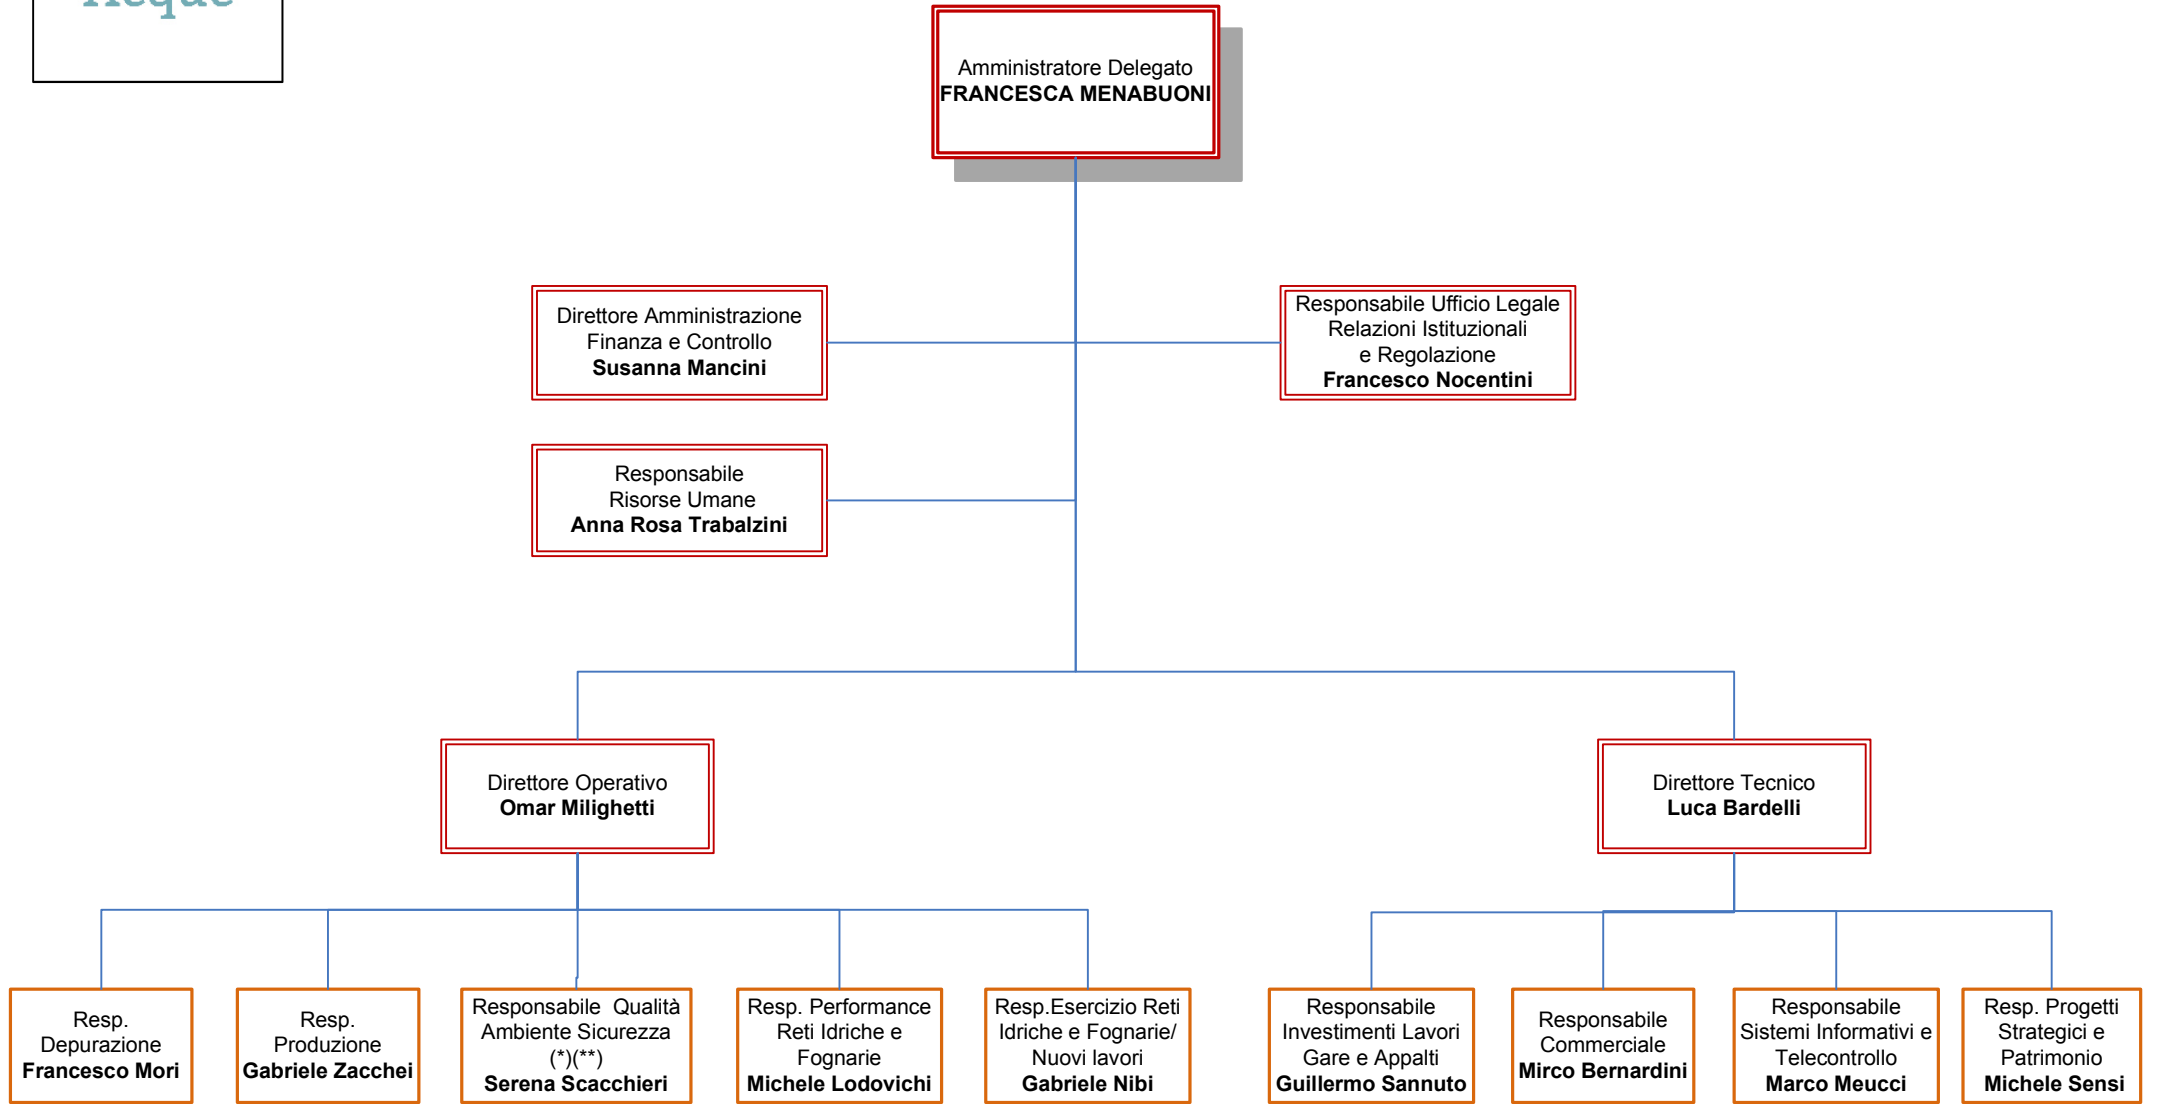 Acque
Amministratore Delegato
FRANCESCA MENABUONI
Direttore Amministrazione
Finanza e Controllo
Susanna Mancini
Responsabile Ufficio Legale
Relazioni Istituzionali
e Regolazione
Francesco Nocentini
Responsabile
Risorse Umane
Anna Rosa Trabalzini
Direttore Operativo
Omar Milighetti
Direttore Tecnico
Luca Bardelli
Resp.
Depurazione
Francesco Mori
Resp.
Produzione
Gabriele Zacchei
Responsabile  Qualità
Ambiente Sicurezza
(*)(**)
Serena Scacchieri
Resp. Performance
Reti Idriche e
Fognarie
Michele Lodovichi
Resp.Esercizio Reti
Idriche e Fognarie/
Nuovi lavori
Gabriele Nibi
Responsabile
Investimenti Lavori
Gare e Appalti
Guillermo Sannuto
Responsabile
Commerciale
Mirco Bernardini
Responsabile
Sistemi Informativi e
Telecontrollo
Marco Meucci
Resp. Progetti
Strategici e
Patrimonio
Michele Sensi